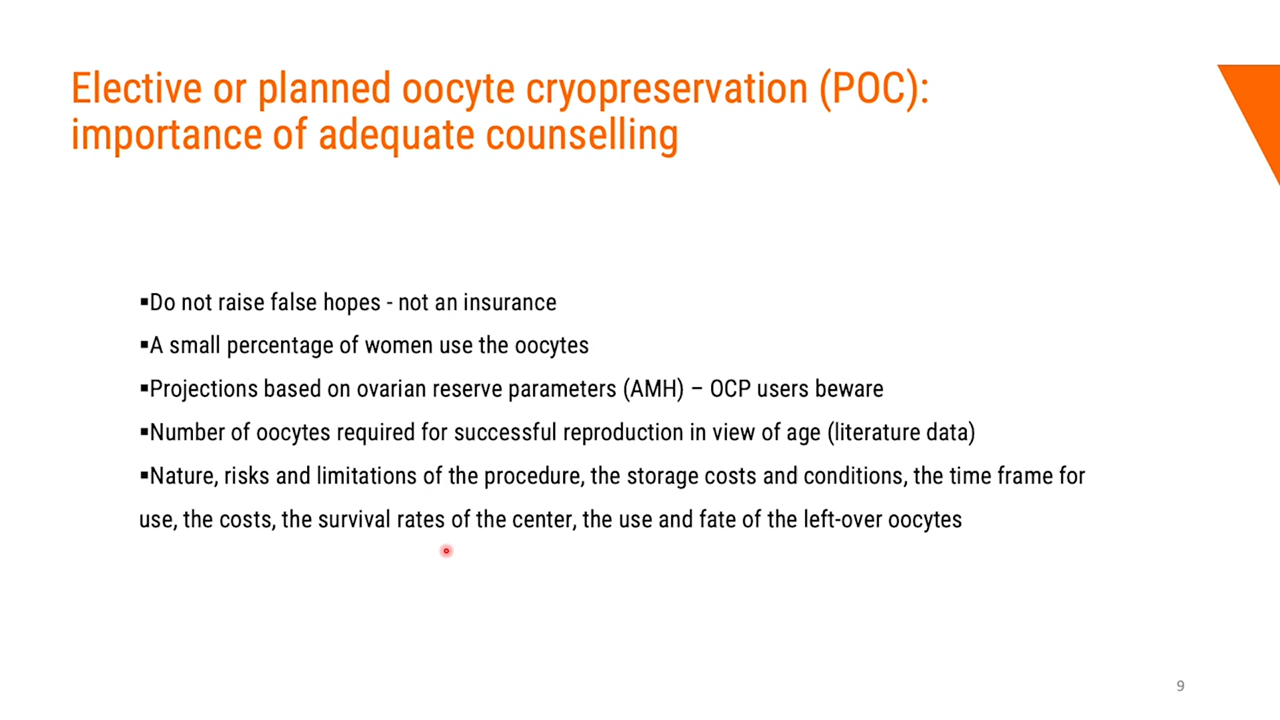 Elective or planned oocyte cryopreservation (POC):
importance of adequate counselling
▪Do not raise false hopes - not an insurance
▪A small percentage of women use the oocytes
▪Projections based on ovarian reserve parameters (AMH) – OCP users beware
▪Number of oocytes required for successful reproduction in view of age (literature data)
▪Nature, risks and limitations of the procedure, the storage costs and conditions, the time frame for
use, the costs, the survival rates of the center, the use and fate of the left-over oocytes
9